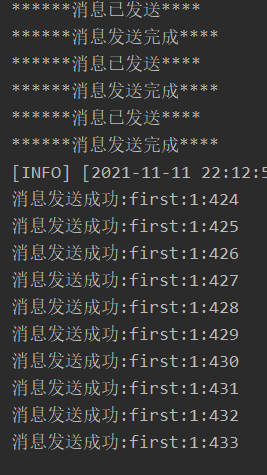 ******消息已发送****
******消息发送完成****
******消息已发送****
******消息发送完成****
******消息已发送****
******消息发送完成****
[INFO] [2021-11-11 22:12:5
消息发送成功:first:1:424
消息发送成功:first:1:425
消息发送成功:first:1:426
消息发送成功:first:1:427
消息发送成功:first:1:428
消息发送成功:first:1:429
消息发送成功:first:1:430
消息发送成功:first:1:431
消息发送成功:first:1:432
消息发送成功:first:1:433